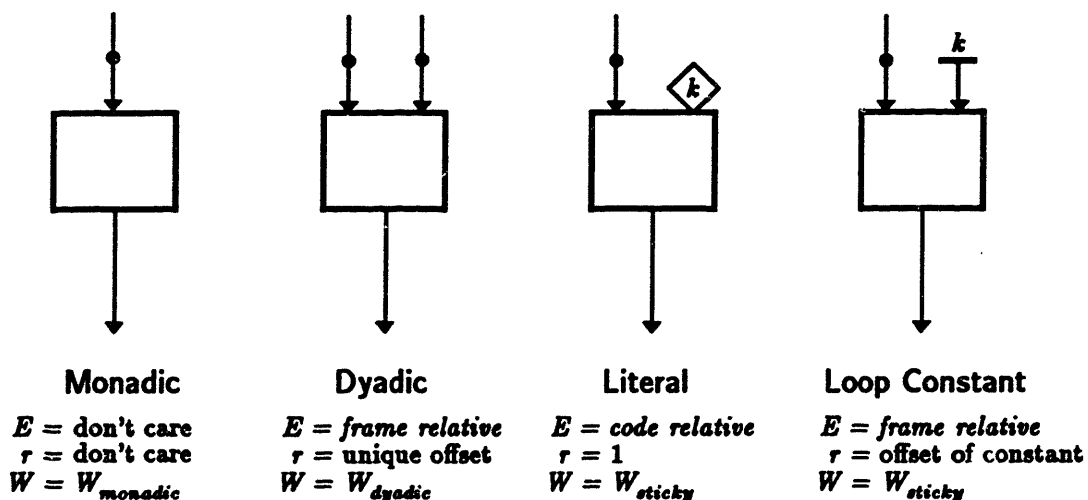 k k
Monadic Dyadic Literal Loop Constant
E = don't care E = frame relative E = code relative E = frame relative
r = don't care r = unique offset r = 1 r = offset of constant
W = W_monadic W = W_dyadic W = W_sticky W = W_sticky